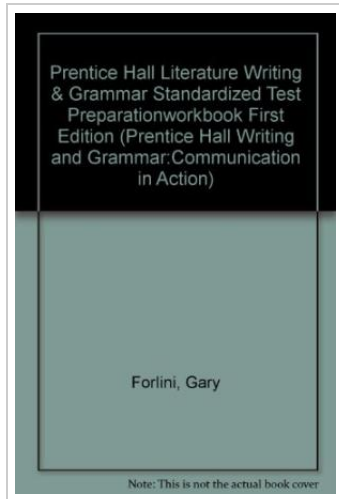 Prentice Hall Literature Writing
& Grammar Standardized Test
Preparationworkbook First
Edition (Prentice Hall Writing
and Grammar:Communication
in Action)
Forlini, Gary
Note: This is not the actual book cover